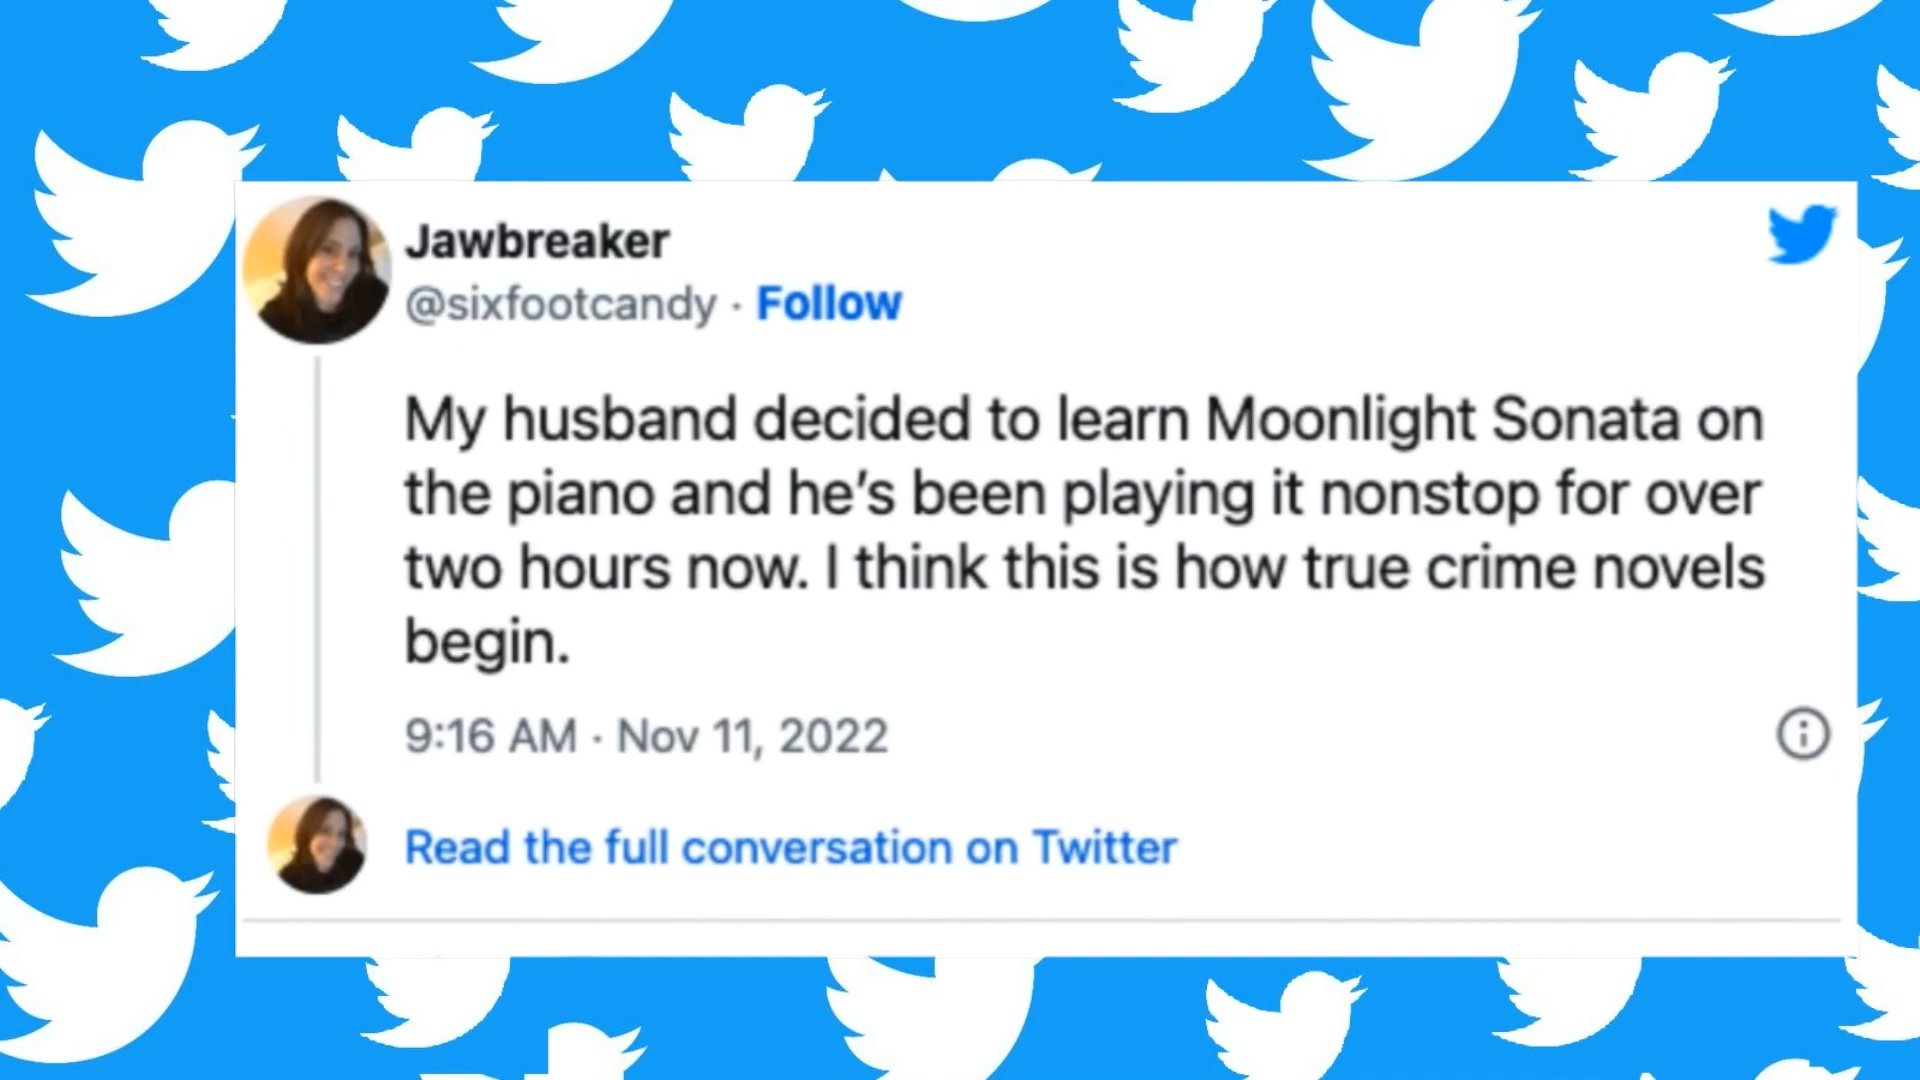 Jawbreaker
@sixfootcandy · Follow
My husband decided to learn Moonlight Sonata on
the piano and he’s been playing it nonstop for over
two hours now. I think this is how true crime novels
begin.
9:16 AM · Nov 11, 2022
Read the full conversation on Twitter